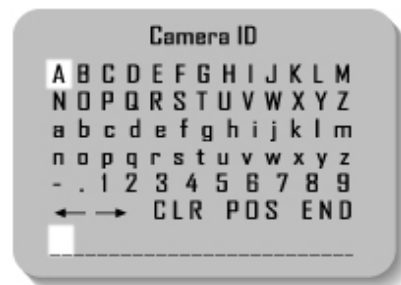 Camera ID
A B C D E F G H I J K L M
N O P Q R S T U V W X Y Z
a b c d e f g h i j k l m
n o p q r s t u v w x y z
- . 1 2 3 4 5 6 7 8 9
← → CLR POS END